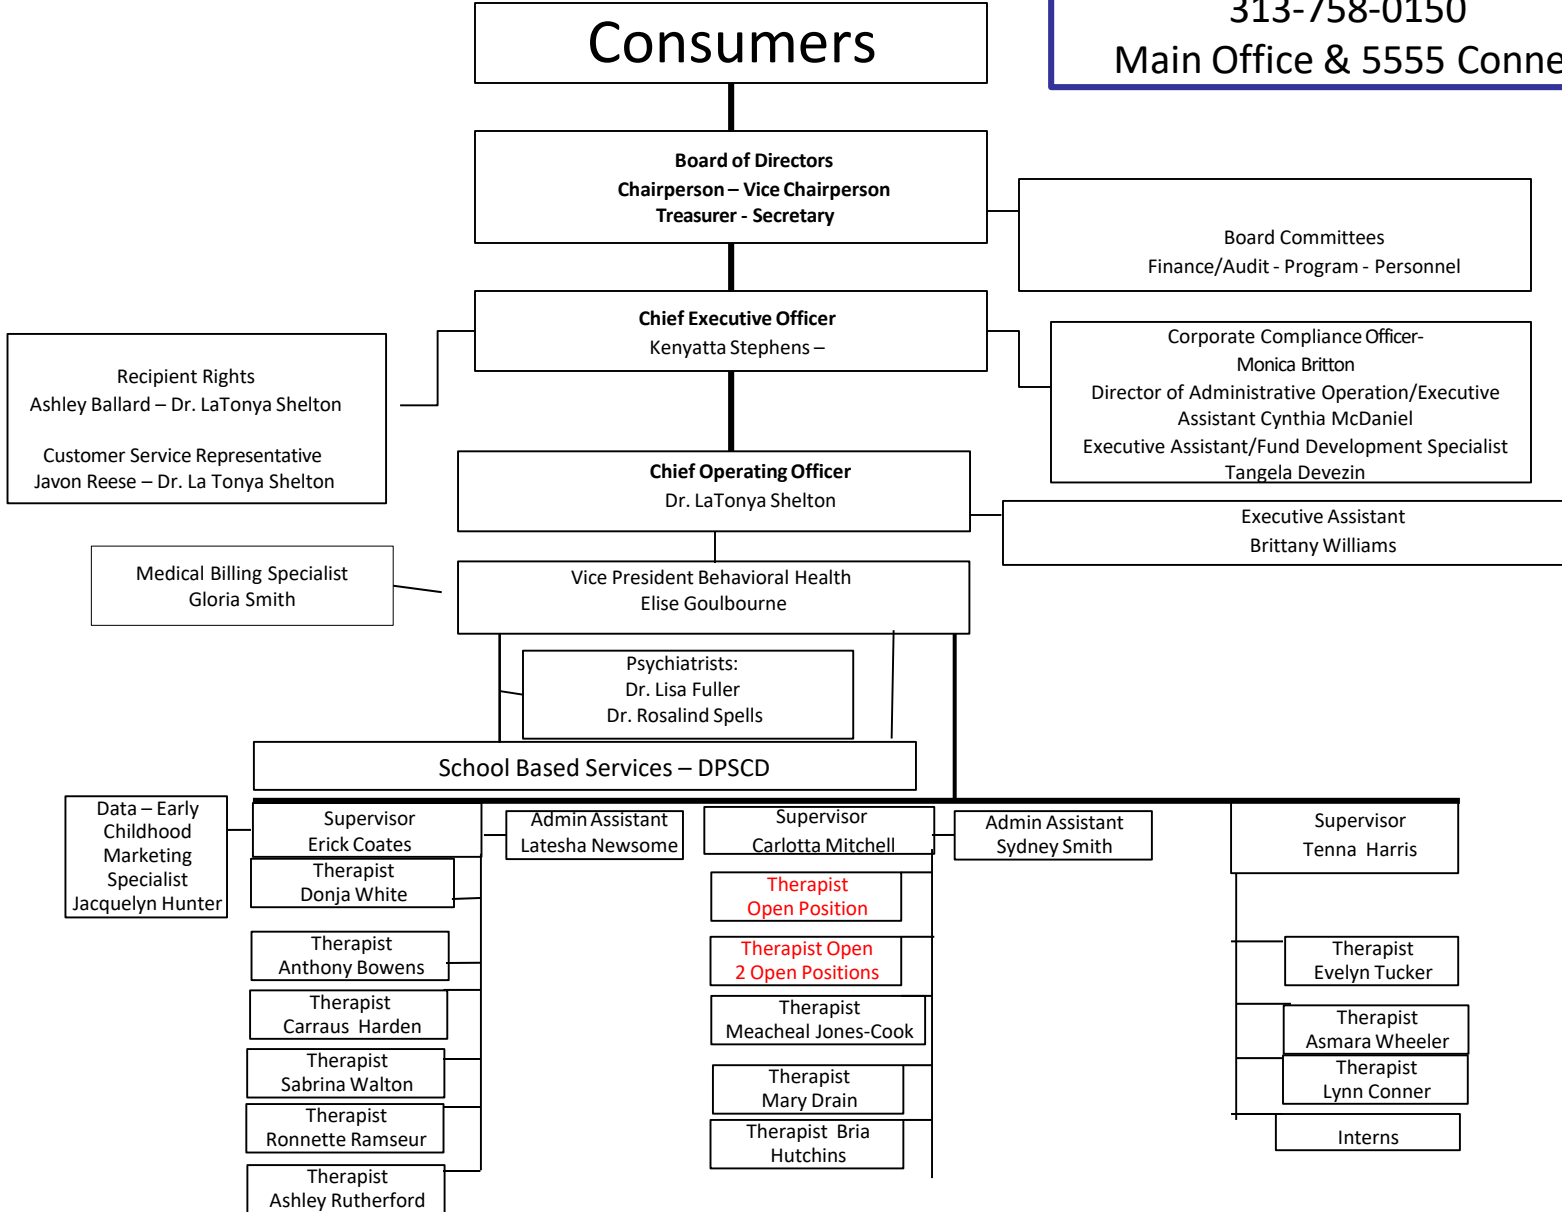 Consumers
313-758-0150
Main Office & 5555 Conne
Board of Directors
Chairperson – Vice Chairperson
Treasurer - Secretary
Board Committees
Finance/Audit - Program - Personnel
Chief Executive Officer
Kenyatta Stephens –
Recipient Rights
Ashley Ballard – Dr. LaTonya Shelton
Customer Service Representative
Javon Reese – Dr. La Tonya Shelton
Corporate Compliance Officer-
Monica Britton
Director of Administrative Operation/Executive
Assistant Cynthia McDaniel
Executive Assistant/Fund Development Specialist
Tangela Devezin
Chief Operating Officer
Dr. LaTonya Shelton
Executive Assistant
Brittany Williams
Medical Billing Specialist
Gloria Smith
Vice President Behavioral Health
Elise Goulbourne
Psychiatrists:
Dr. Lisa Fuller
Dr. Rosalind Spells
School Based Services – DPSCD
Data – Early
Childhood
Marketing
Specialist
Jacquelyn Hunter
Supervisor
Erick Coates
Admin Assistant
Latesha Newsome
Therapist
Donja White
Therapist
Anthony Bowens
Therapist
Carraus Harden
Therapist
Sabrina Walton
Therapist
Ronnette Ramseur
Therapist
Ashley Rutherford
Supervisor
Carlotta Mitchell
Admin Assistant
Sydney Smith
Therapist
Open Position
Therapist Open
2 Open Positions
Therapist
Meacheal Jones-Cook
Therapist
Mary Drain
Therapist Bria
Hutchins
Supervisor
Tenna Harris
Therapist
Evelyn Tucker
Therapist
Asmara Wheeler
Therapist
Lynn Conner
Interns